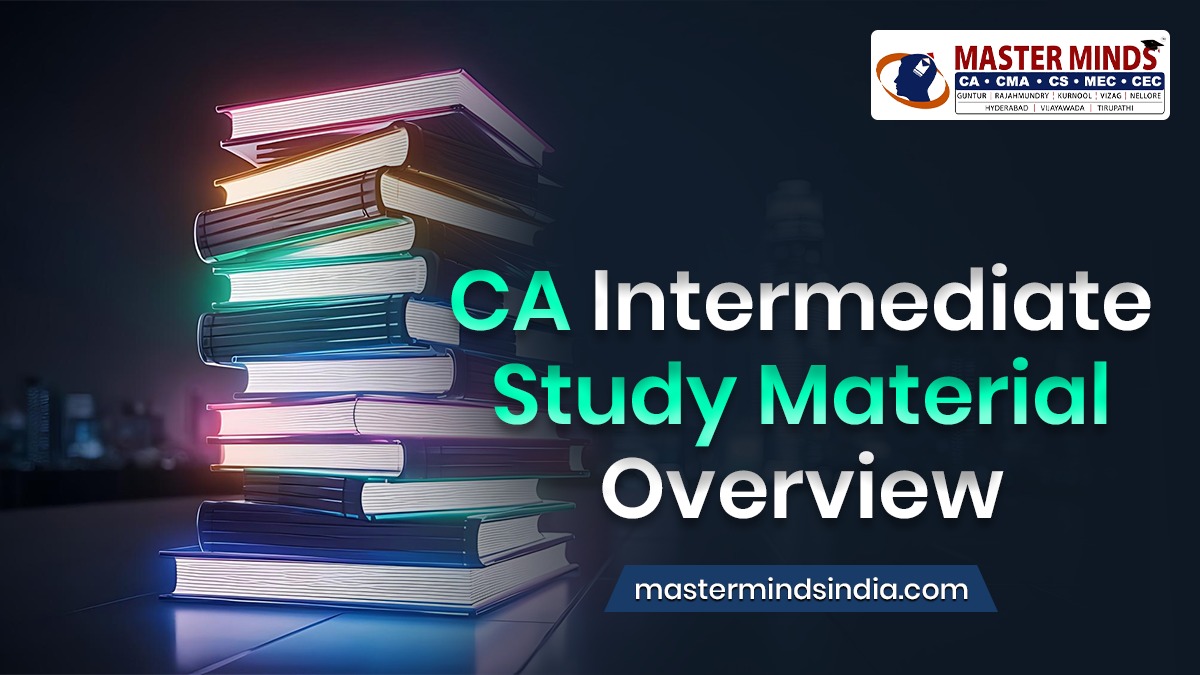 MASTER MINDS
CA • CMA • CS • MEC • CEC
GUNTUR | RAJAHMUNDRY | KURNOOL | VIZAG | NELLORE
HYDERABAD | VIJAYAWADA | TIRUPATHI
CA Intermediate
Study Material
Overview
mastermindsindia.com